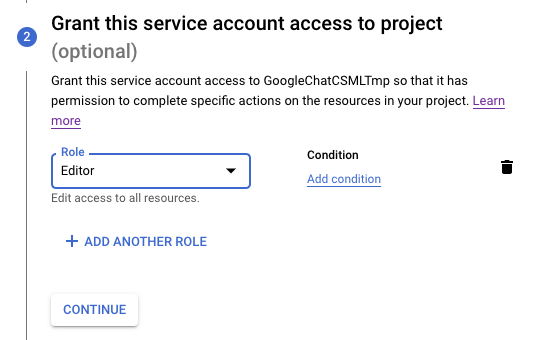 2
Grant this service account access to project
(optional)
Grant this service account access to GoogleChatCSMLTmp so that it has
permission to complete specific actions on the resources in your project. Learn
more
Role
Editor
Condition
Add condition
Edit access to all resources.
+ ADD ANOTHER ROLE
CONTINUE